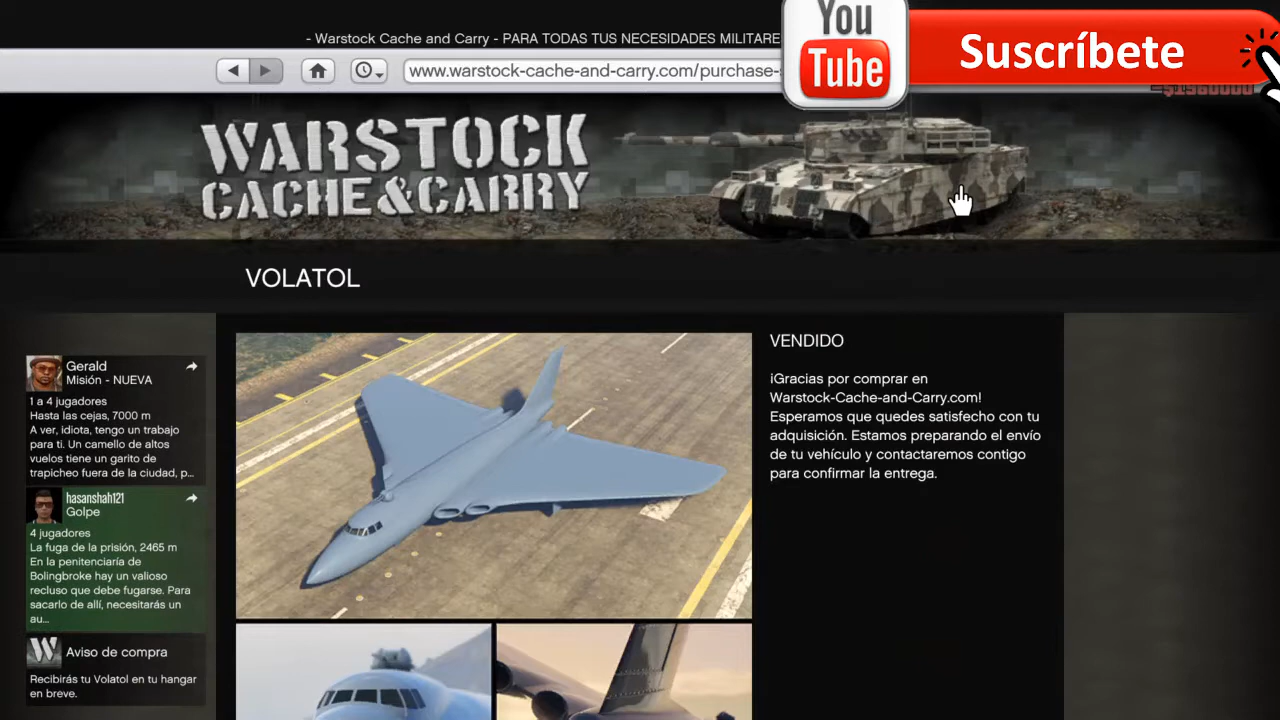 - Warstock Cache and Carry - PARA TODAS TUS NECESIDADES MILITARE
You
Tube
Suscríbete
www.warstock-cache-and-carry.com/purchase-
WARSTOCK
CACHE&CARRY
VOLATOL
Gerald
Misión - NUEVA
1 a 4 jugadores
Hasta las cejas, 7000 m
A ver, idiota, tengo un trabajo
para ti. Un camello de altos
vuelos tiene un garito de
trapicheo fuera de la ciudad, p...
hasanshah121
Golpe
4 jugadores
La fuga de la prisión, 2465 m
En la penitenciaría de
Bolingbroke hay un valioso
recluso que debe fugarse. Para
sacarlo de allí, necesitarás un
au...
Aviso de compra
Recibirás tu Volatol en tu hangar
en breve.
VENDIDO
¡Gracias por comprar en
Warstock-Cache-and-Carry.com!
Esperamos que quedes satisfecho con tu
adquisición. Estamos preparando el envío
de tu vehículo y contactaremos contigo
para confirmar la entrega.